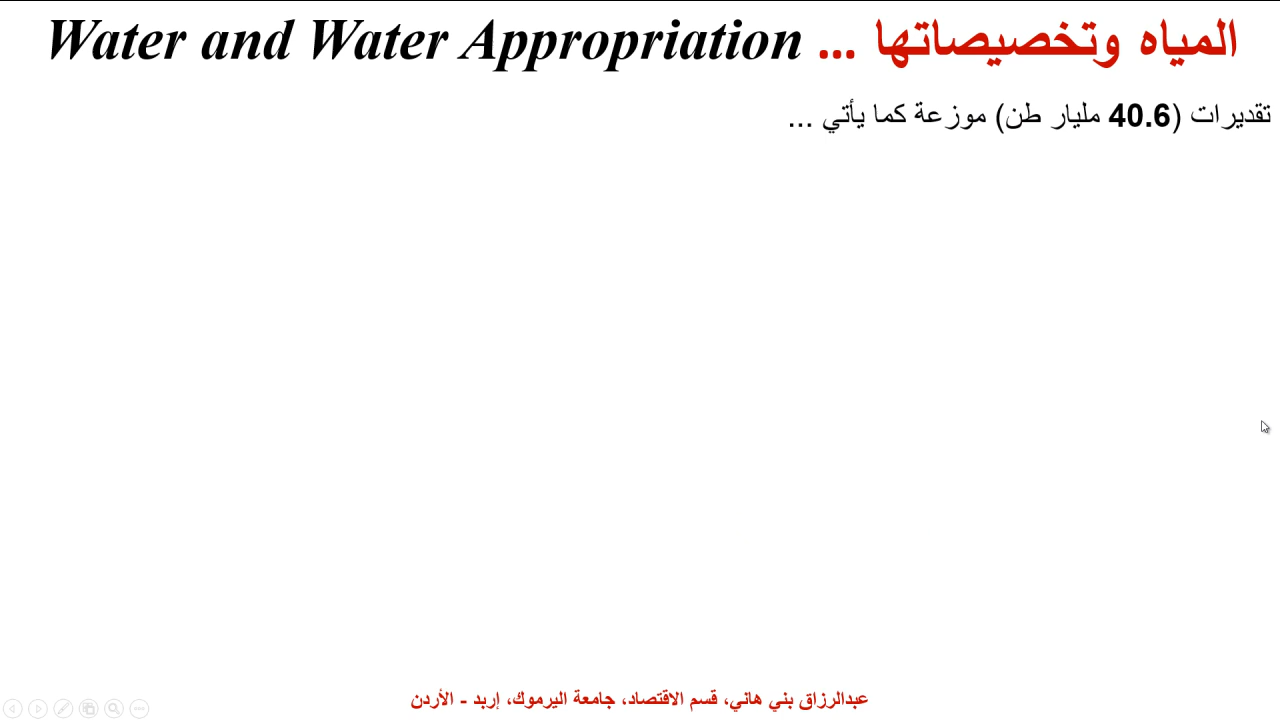 المياه وتخصيصاتها ... Water and Water Appropriation
تقديرات (40.6 مليار طن) موزعة كما يأتي ...
عبدالرزاق بني هاني، قسم الاقتصاد، جامعة اليرموك، إربد - الأردن